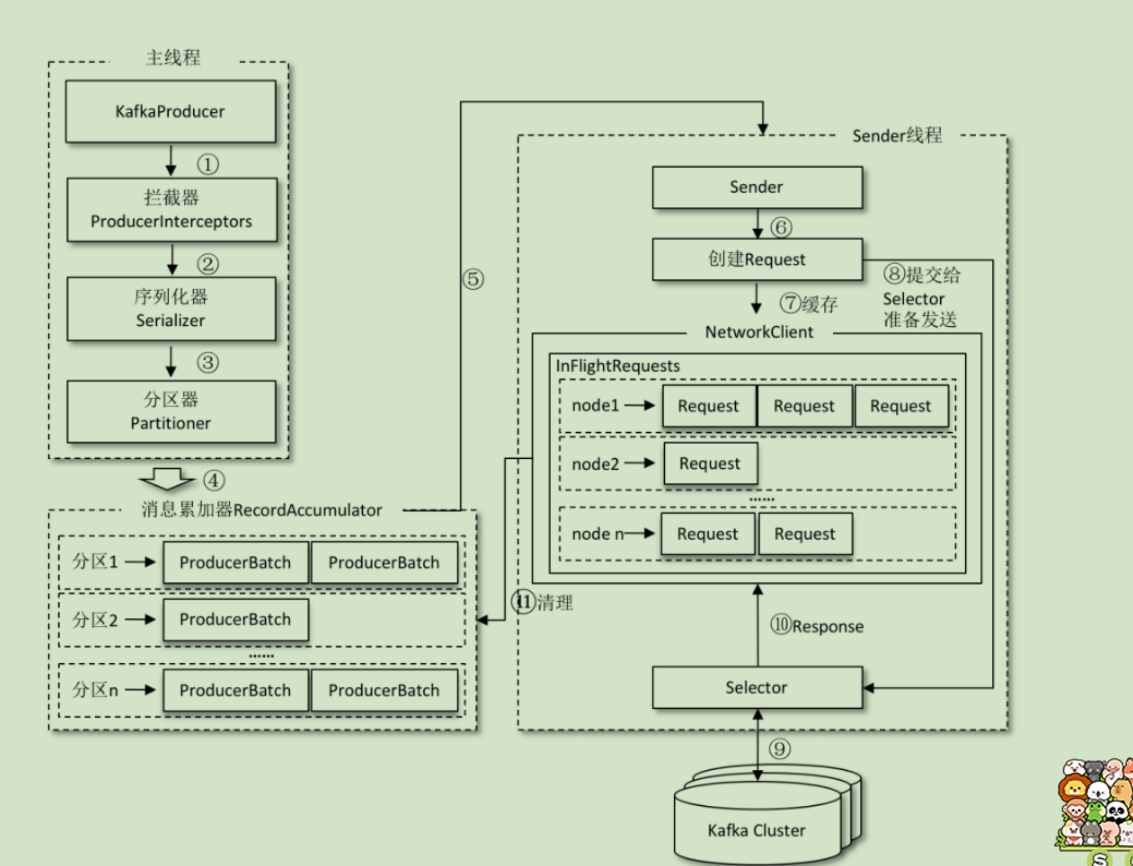 主线程
KafkaProducer
①
拦截器
ProducerInterceptors
②
序列化器
Serializer
③
分区器
Partitioner
④
消息累加器RecordAccumulator
分区1
ProducerBatch
ProducerBatch
分区2
ProducerBatch
......
分区n
ProducerBatch
ProducerBatch
⑤
Sender线程
Sender
⑥
创建Request
⑦缓存
⑧提交给
Selector
准备发送
NetworkClient
InFlightRequests
node1
Request
Request
Request
node2
Request
......
node n
Request
Request
⑪清理
⑩Response
Selector
⑨
Kafka Cluster
S